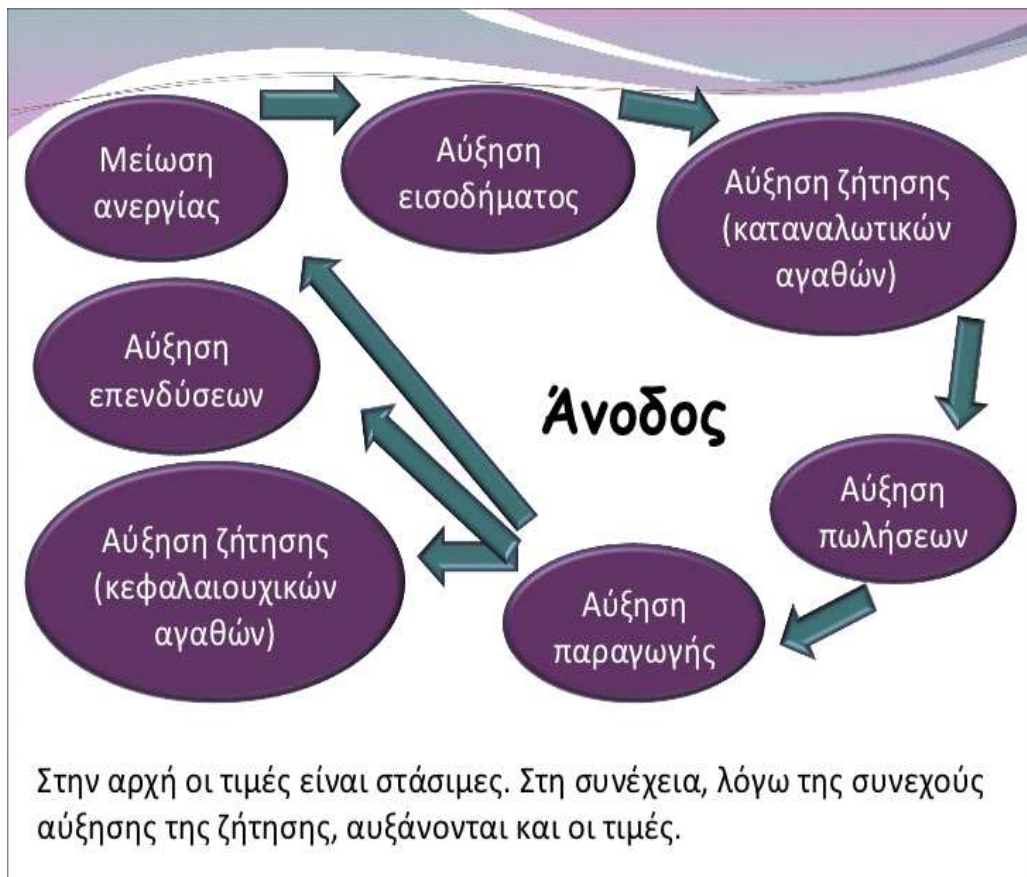 Μείωση
ανεργίας
Αύξηση
εισοδήματος
Αύξηση ζήτησης
(καταναλωτικών
αγαθών)
Αύξηση
επενδύσεων
Άνοδος
Αύξηση
πωλήσεων
Αύξηση ζήτησης
(κεφαλαιουχικών
αγαθών)
Αύξηση
παραγωγής
Στην αρχή οι τιμές είναι στάσιμες. Στη συνέχεια, λόγω της συνεχούς
αύξησης της ζήτησης, αυξάνονται και οι τιμές.